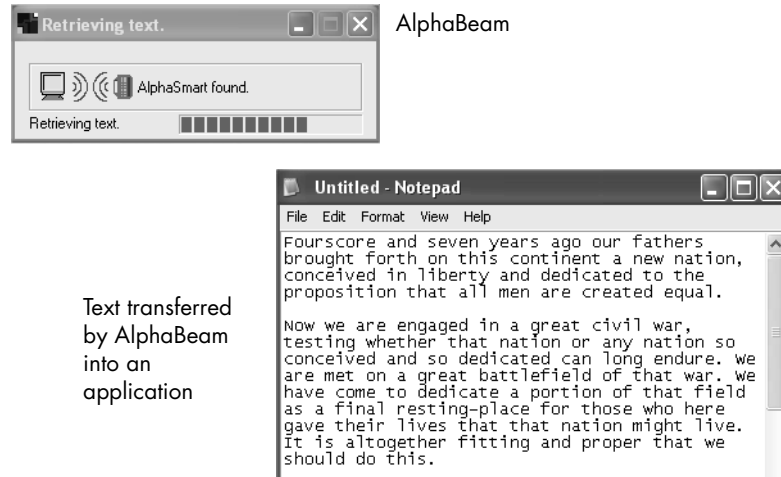 Retrieving text.
AlphaBeam
AlphaSmart found.
Retrieving text.
Untitled - Notepad
File Edit Format View Help
Fourscore and seven years ago our fathers
brought forth on this continent a new nation,
conceived in liberty and dedicated to the
proposition that all men are created equal.
Now we are engaged in a great civil war,
testing whether that nation or any nation so
conceived and so dedicated can long endure. We
are met on a great battlefield of that war. We
have come to dedicate a portion of that field
as a final resting-place for those who here
gave their lives that that nation might live.
It is altogether fitting and proper that we
should do this.
Text transferred
by AlphaBeam
into an
application